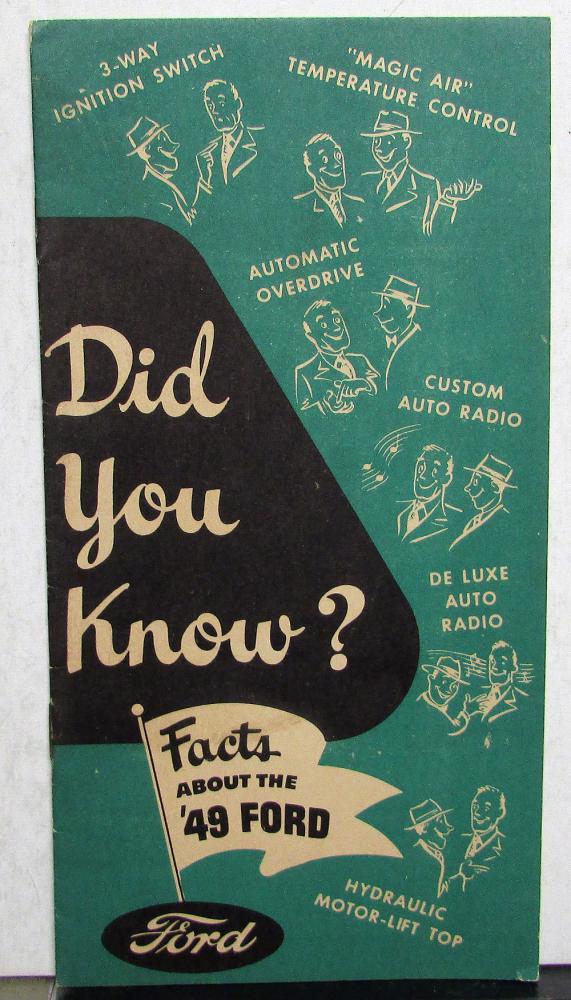 3-WAY
IGNITION SWITCH
"MAGIC AIR"
TEMPERATURE CONTROL
AUTOMATIC
OVERDRIVE
CUSTOM
AUTO RADIO
DE LUXE
AUTO
RADIO
Did
You
Know?
Facts
ABOUT THE
'49 FORD
HYDRAULIC
MOTOR-LIFT TOP
Ford